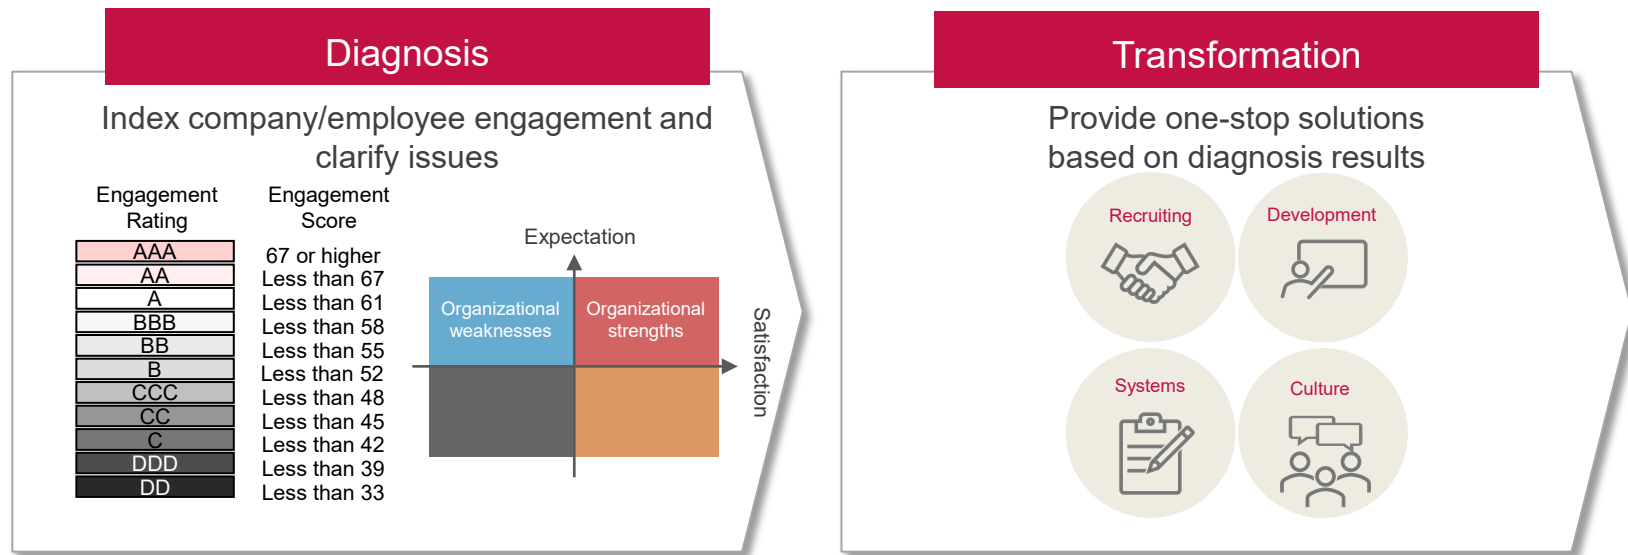 Diagnosis
Index company/employee engagement and
clarify issues
Engagement
Rating
Engagement
Score
AAA
67 or higher
AA
Less than 67
A
Less than 61
BBB
Less than 58
BB
Less than 55
B
Less than 52
CCC
Less than 48
CC
Less than 45
C
Less than 42
DDD
Less than 39
DD
Less than 33
Expectation
Organizational
weaknesses
Organizational
strengths
Satisfaction
Transformation
Provide one-stop solutions
based on diagnosis results
Recruiting
Development
Systems
Culture